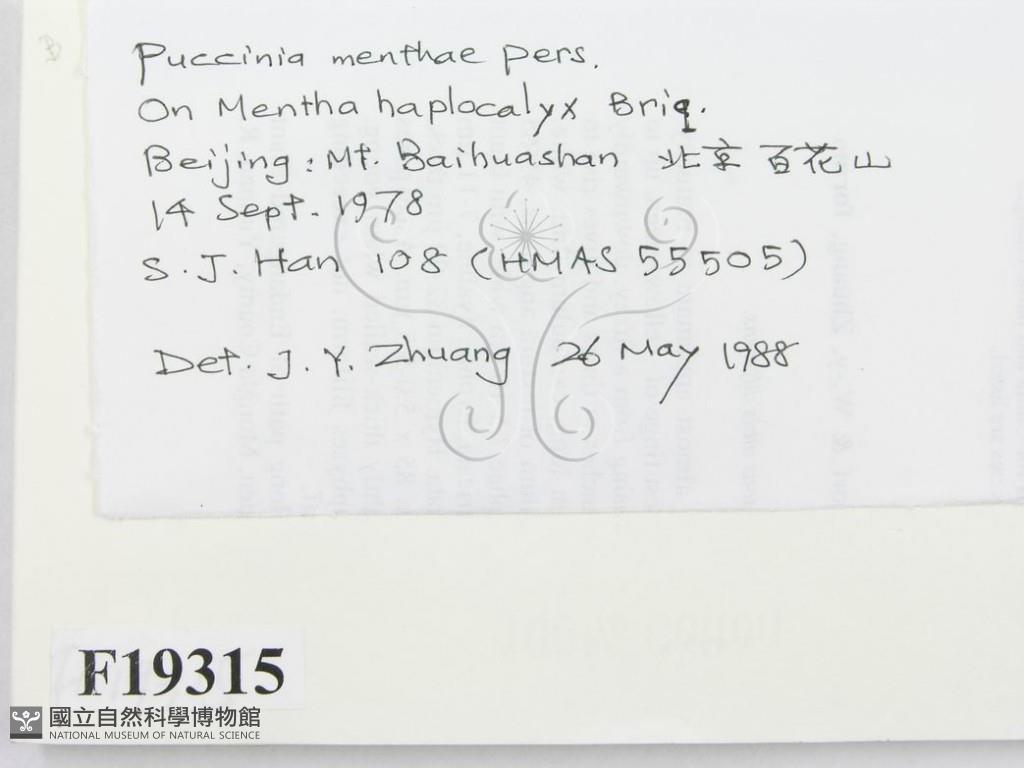 Puccinia menthae Pers.
On Mentha haplocalyx Briq.
Beijing: Mt. Baihuashan 北京百花山
14 Sept. 1978
S. J. Han 108 (HMAS 55505)
Det. J. Y. Zhuang 26 May 1988
F19315
國立自然科學博物館
NATIONAL MUSEUM OF NATURAL SCIENCE